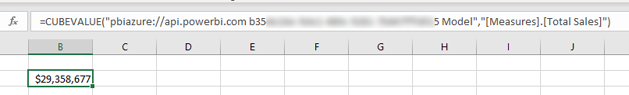 fx =CUBEVALUE("pbiazure://api.powerbi.com b35 5 Model","[Measures].[Total Sales]")
B C D E F G H I J
$29,358,677